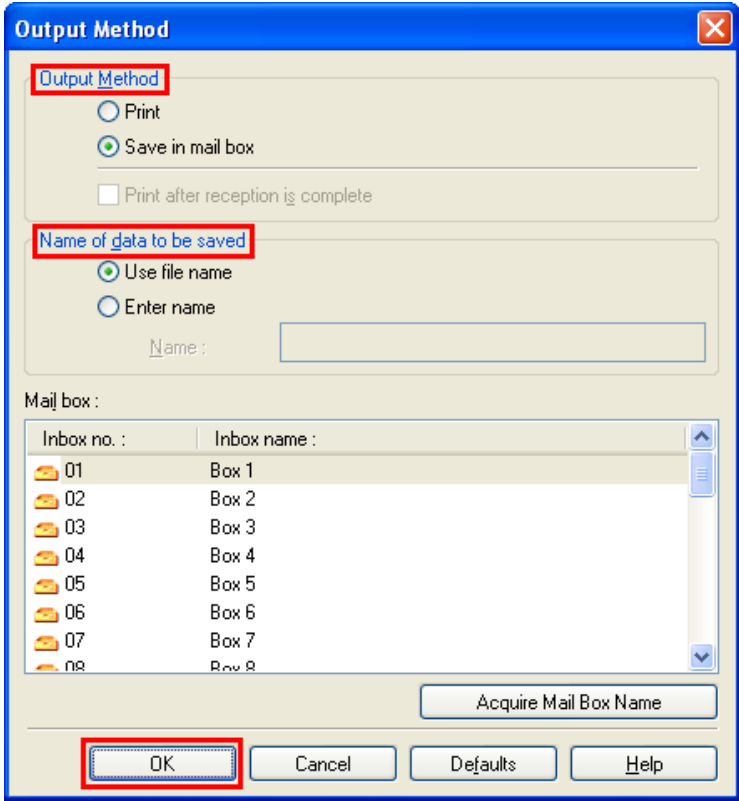 Output Method
Output Method
Print
Save in mail box
Print after reception is complete
Name of data to be saved
Use file name
Enter name
Name :
Mail box :
Inbox no. : Inbox name :
01 Box 1
02 Box 2
03 Box 3
04 Box 4
05 Box 5
06 Box 6
07 Box 7
08 Box 8
Acquire Mail Box Name
OK Cancel Defaults Help